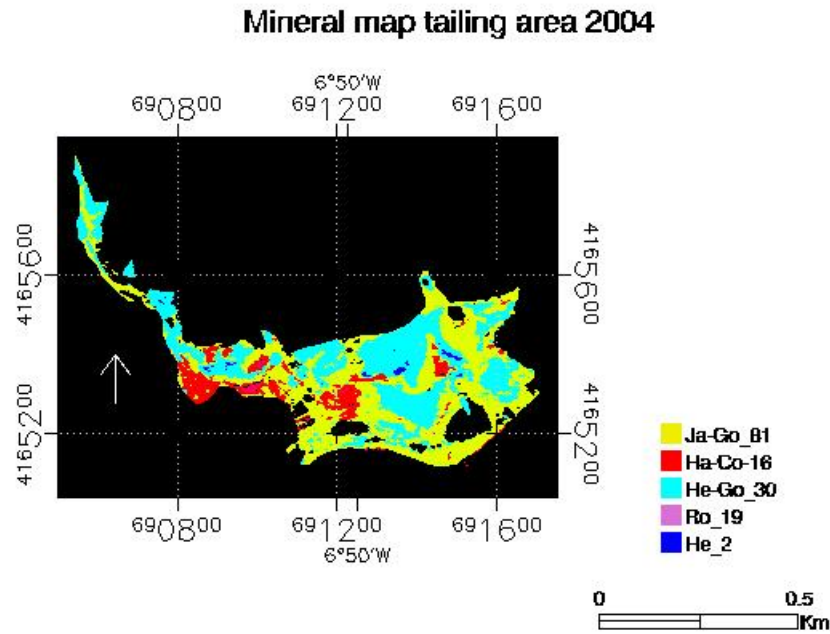 Mineral map tailing area 2004
6°50'W
690800 691200 691600
4165600 4165600
4165200 4165200
690800 691200 691600
6°50'W
Ja-Go_81
Ha-Co-16
He-Go_30
Ro_19
He_2
0 0.5
Km